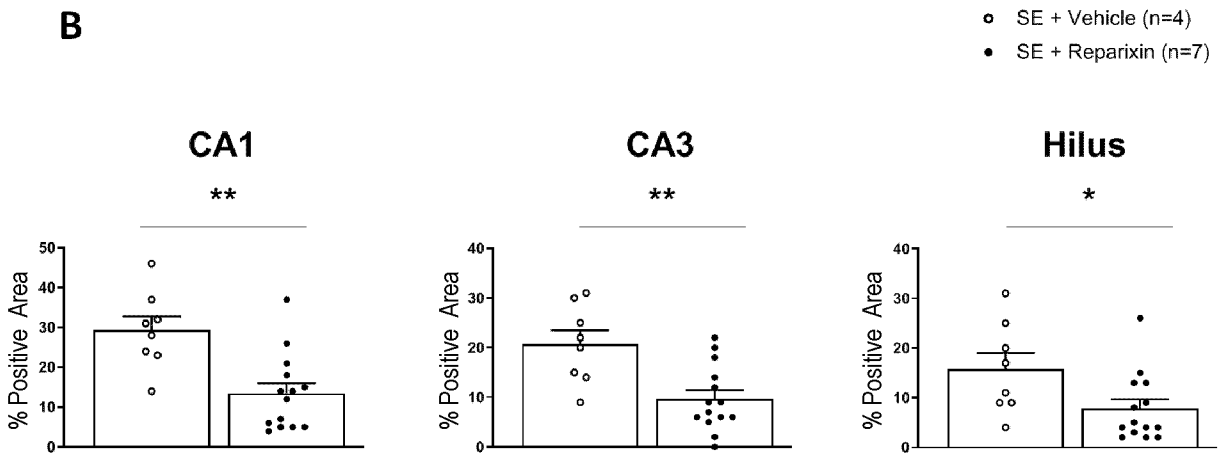 B
SE + Vehicle (n=4)
SE + Reparixin (n=7)
CA1
**
% Positive Area
50
40
30
20
10
0
CA3
**
% Positive Area
40
30
20
10
0
Hilus
*
% Positive Area
40
30
20
10
0